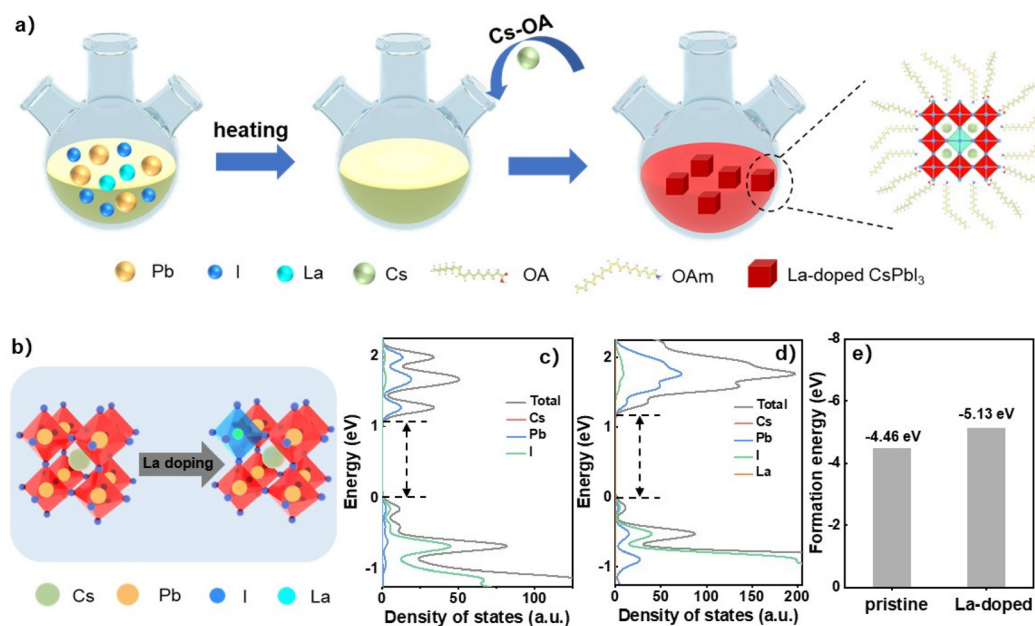 a)
Cs-OA
heating
Pb
I
La
Cs
OA
OAm
La-doped CsPbI₃
b)
La doping
Cs
Pb
I
La
c)
Energy (eV)
2
1
0
-1
Total
Cs
Pb
I
0
50
100
Density of states (a.u.)
d)
Energy (eV)
2
1
0
-1
Total
Cs
Pb
I
La
0
50
100
150
200
Density of states (a.u.)
e)
Formation energy (eV)
-8
-6
-4
-2
0
-4.46 eV
-5.13 eV
pristine
La-doped